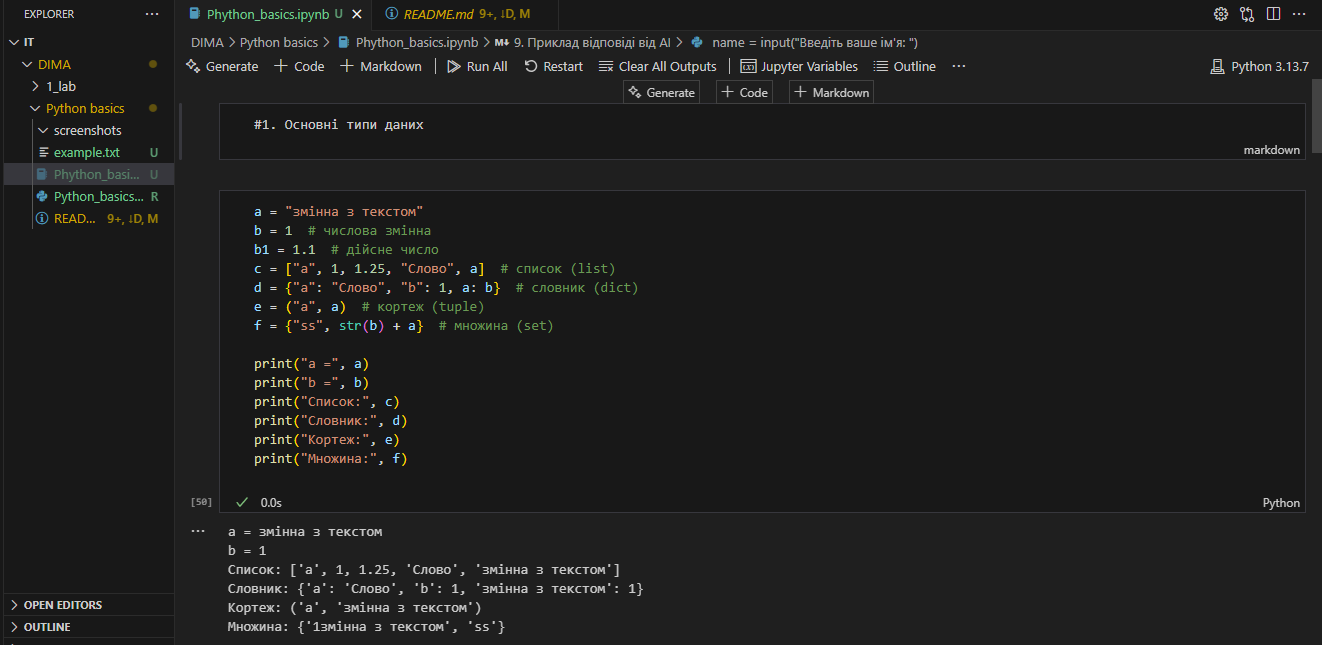 EXPLORER ...
IT
DIMA
1_lab
Python basics
screenshots
example.txt U
Phython_basi... U
Python_basics... R
READ... 9+, ↓D, M
OPEN EDITORS
OUTLINE
Phython_basics.ipynb U
README.md 9+, ↓D, M
DIMA > Python basics > Phython_basics.ipynb > M↓ 9. Приклад відповіді від AI > name = input("Введіть ваше ім'я: ")
Generate + Code + Markdown Run All Restart Clear All Outputs Jupyter Variables Outline ... Python 3.13.7
Generate + Code + Markdown
#1. Основні типи даних
markdown
a = "змінна з текстом"
b = 1 # числова змінна
b1 = 1.1 # дійсне число
c = ["a", 1, 1.25, "Слово", a] # список (list)
d = {"a": "Слово", "b": 1, a: b} # словник (dict)
e = ("a", a) # кортеж (tuple)
f = {"ss", str(b) + a} # множина (set)
print("a =", a)
print("b =", b)
print("Список:", c)
print("Словник:", d)
print("Кортеж:", e)
print("Множина:", f)
[50] 0.0s Python
... a = змінна з текстом
b = 1
Список: ['a', 1, 1.25, 'Слово', 'змінна з текстом']
Словник: {'a': 'Слово', 'b': 1, 'змінна з текстом': 1}
Кортеж: ('a', 'змінна з текстом')
Множина: {'1змінна з текстом', 'ss'}